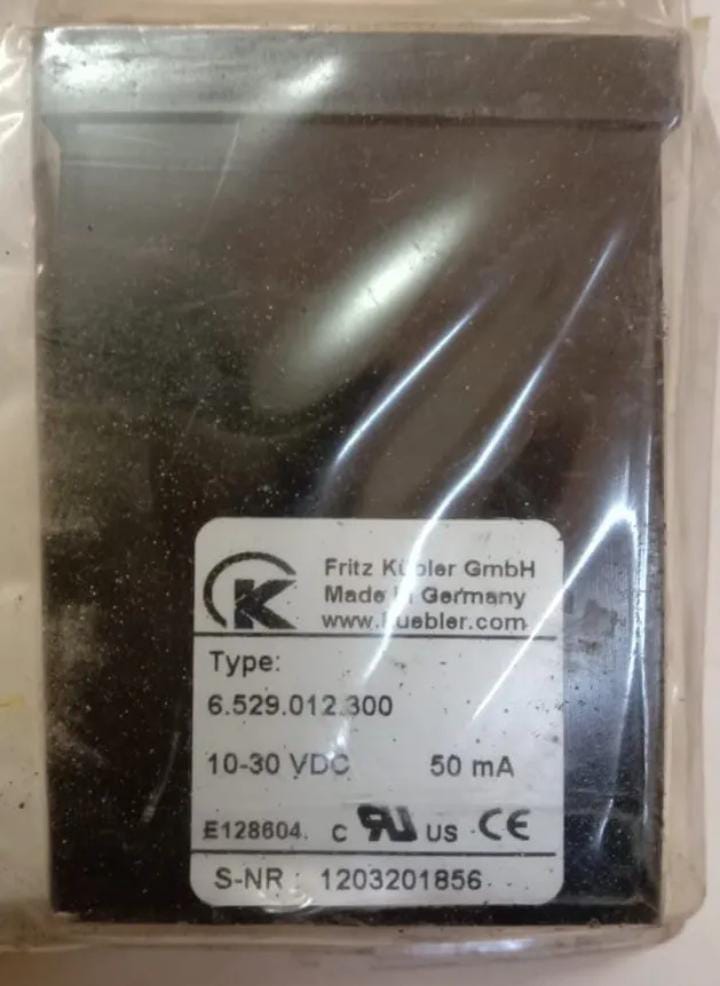 K
Fritz Kübler GmbH
Made in Germany
www.kuebler.com
Type:
6.529.012.300
10-30 VDC 50 mA
E128604. C RU US CE
S-NR : 1203201856